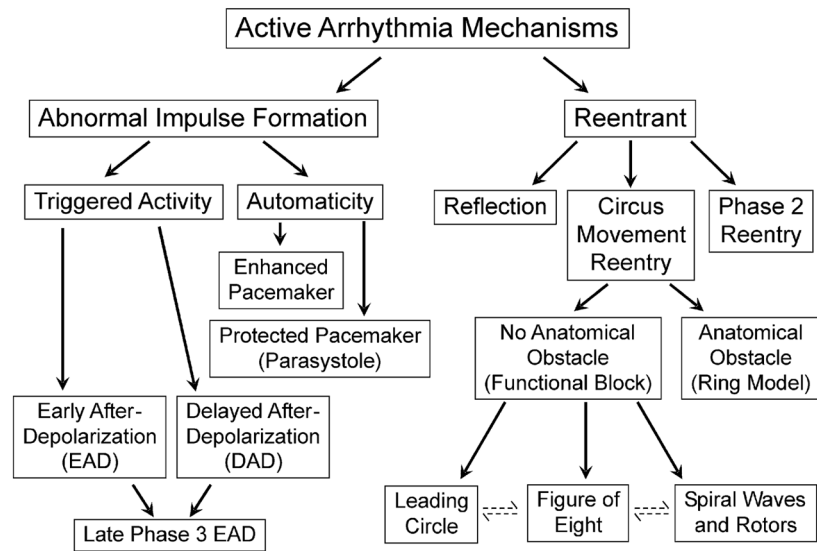 Active Arrhythmia Mechanisms
Abnormal Impulse Formation
Reentrant
Triggered Activity
Automaticity
Reflection
Circus
Movement
Reentry
Phase 2
Reentry
Enhanced
Pacemaker
Protected Pacemaker
(Parasystole)
No Anatomical
Obstacle
(Functional Block)
Anatomical
Obstacle
(Ring Model)
Early After-
Depolarization
(EAD)
Delayed After-
Depolarization
(DAD)
Late Phase 3 EAD
Leading
Circle
Figure of
Eight
Spiral Waves
and Rotors